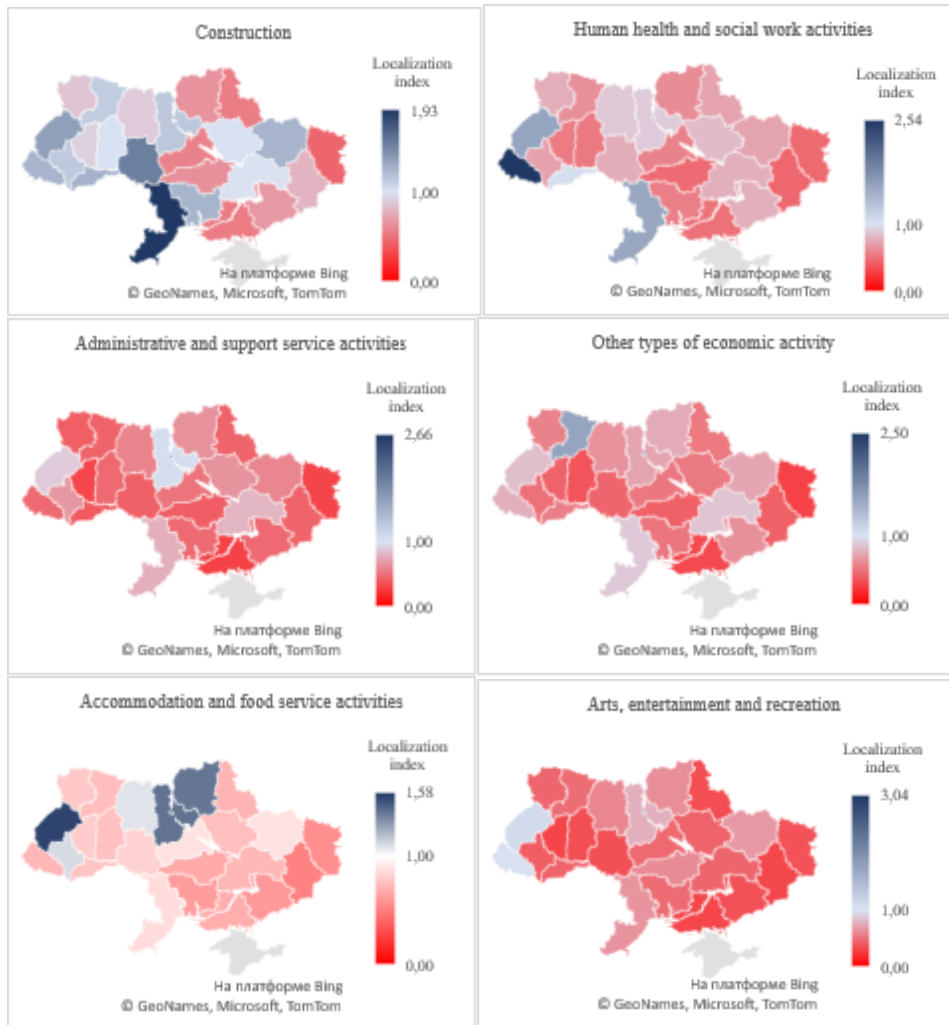 Construction
Localization
index
1,93
1,00
0,00
На платформе Bing
© GeoNames, Microsoft, TomTom
Human health and social work activities
Localization
index
2,54
1,00
0,00
На платформе Bing
© GeoNames, Microsoft, TomTom
Administrative and support service activities
Localization
index
2,66
1,00
0,00
На платформе Bing
© GeoNames, Microsoft, TomTom
Other types of economic activity
Localization
index
2,50
1,00
0,00
На платформе Bing
© GeoNames, Microsoft, TomTom
Accommodation and food service activities
Localization
index
1,58
1,00
0,00
На платформе Bing
© GeoNames, Microsoft, TomTom
Arts, entertainment and recreation
Localization
index
3,04
1,00
0,00
На платформе Bing
© GeoNames, Microsoft, TomTom